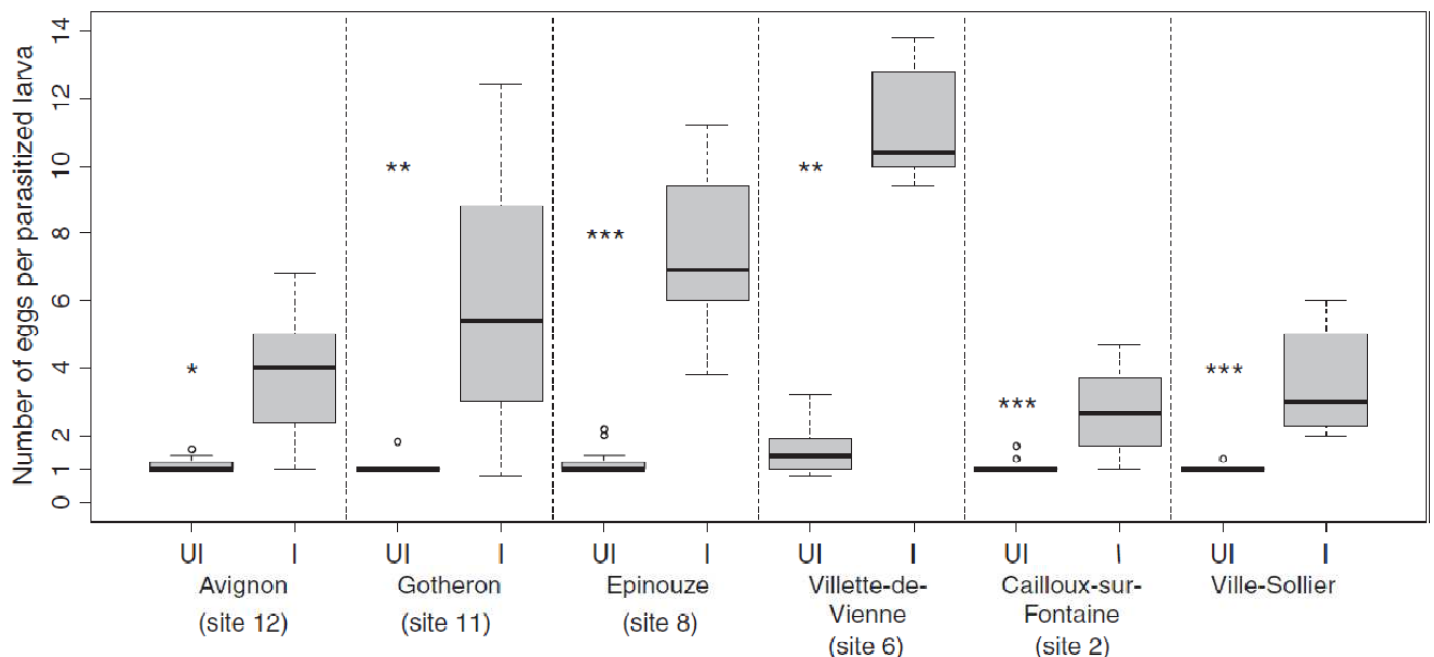 Number of eggs per parasitized larva
14
12
10
8
6
4
2
1
0
*
**
***
**
***
***
UI I UI I UI I UI I UI I UI I
Avignon
(site 12)
Gotheron
(site 11)
Epinouze
(site 8)
Villette-de-
Vienne
(site 6)
Cailloux-sur-
Fontaine
(site 2)
Ville-Sollier